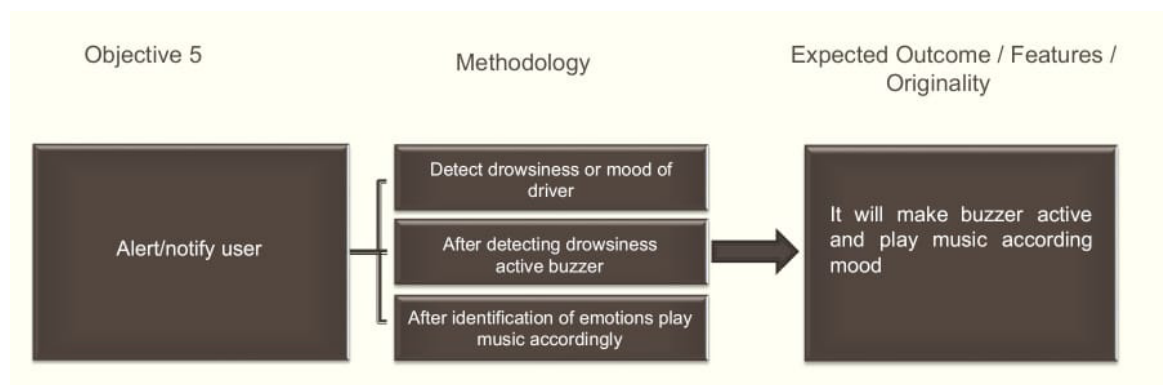 Objective 5
Methodology
Expected Outcome / Features /
Originality
Alert/notify user
Detect drowsiness or mood of
driver
After detecting drowsiness
active buzzer
After identification of emotions play
music accordingly
It will make buzzer active
and play music according
mood